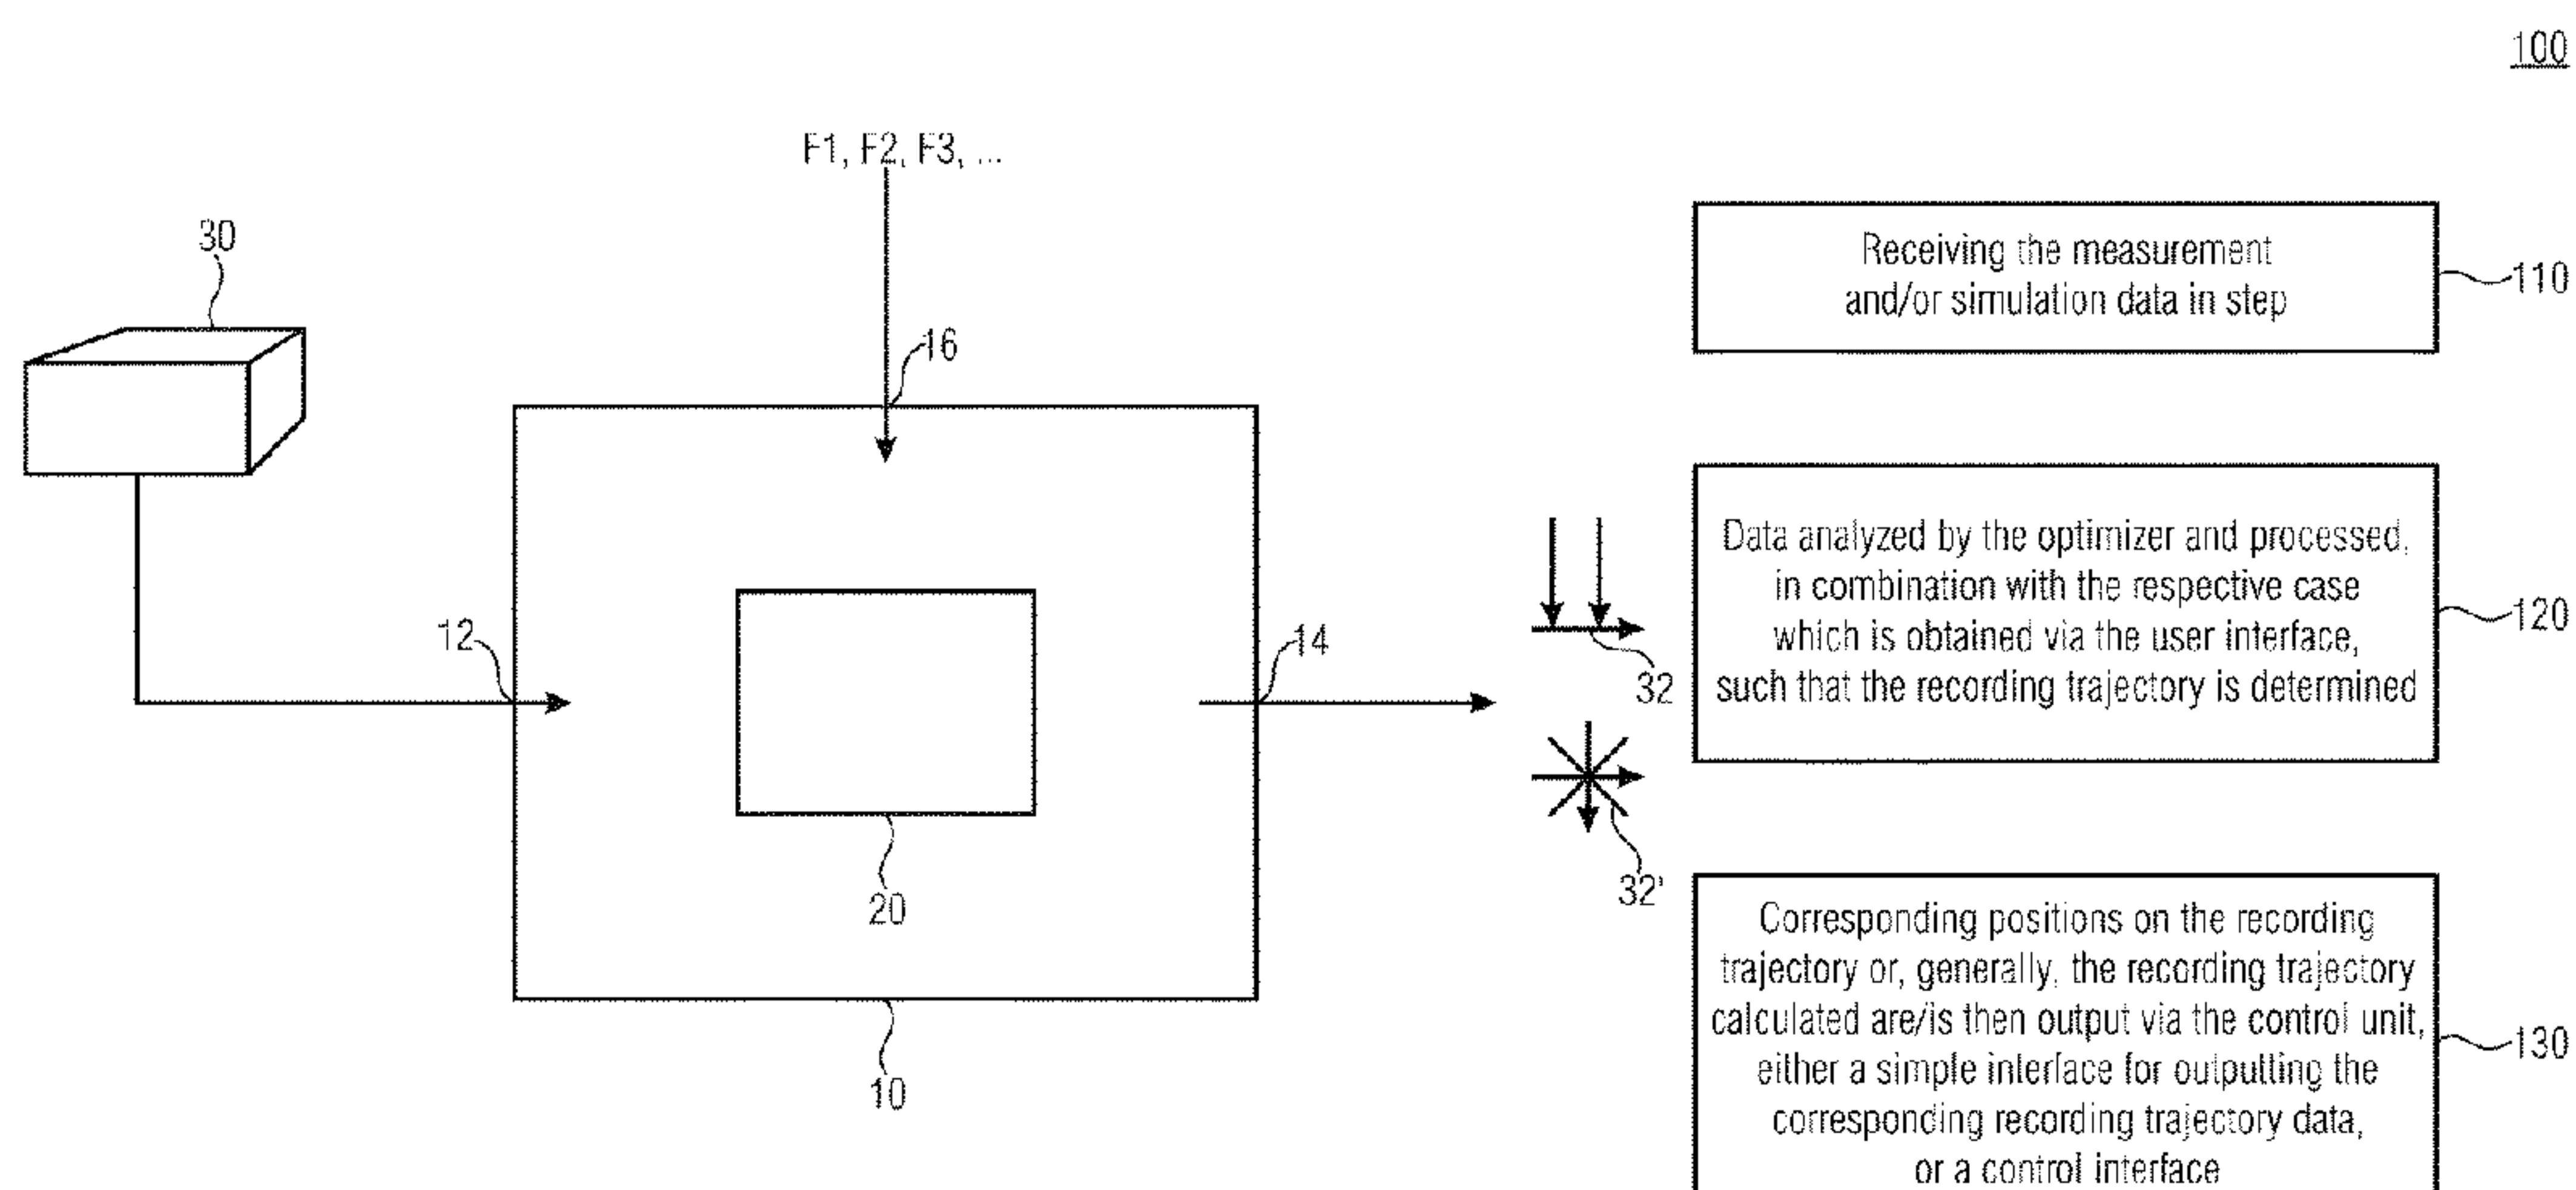 100
F1, F2, F3, ...
30
16
12
14
20
10
32
32'
Receiving the measurement
and/or simulation data in step
110
Data analyzed by the optimizer and processed,
in combination with the respective case
which is obtained via the user interface,
such that the recording trajectory is determined
120
Corresponding positions on the recording
trajectory or, generally, the recording trajectory
calculated are/is then output via the control unit,
either a simple interface for outputting the
corresponding recording trajectory data,
or a control interface
130